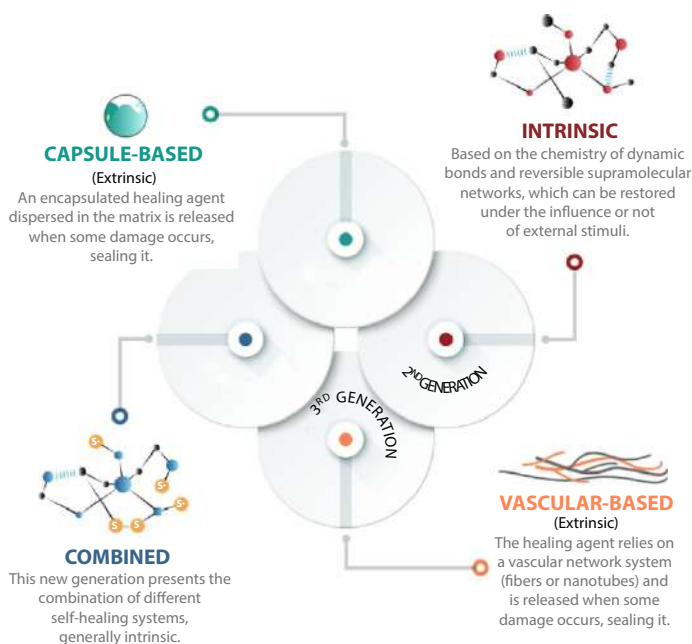 CAPSULE-BASED
(Extrinsic)
An encapsulated healing agent
dispersed in the matrix is released
when some damage occurs,
sealing it.
INTRINSIC
Based on the chemistry of dynamic
bonds and reversible supramolecular
networks, which can be restored
under the influence or not
of external stimuli.
2ND GENERATION
3RD GENERATION
S•
S•
S•
S
S
COMBINED
This new generation presents the
combination of different
self-healing systems,
generally intrinsic.
VASCULAR-BASED
(Extrinsic)
The healing agent relies on
a vascular network system
(fibers or nanotubes) and
is released when some
damage occurs, sealing it.